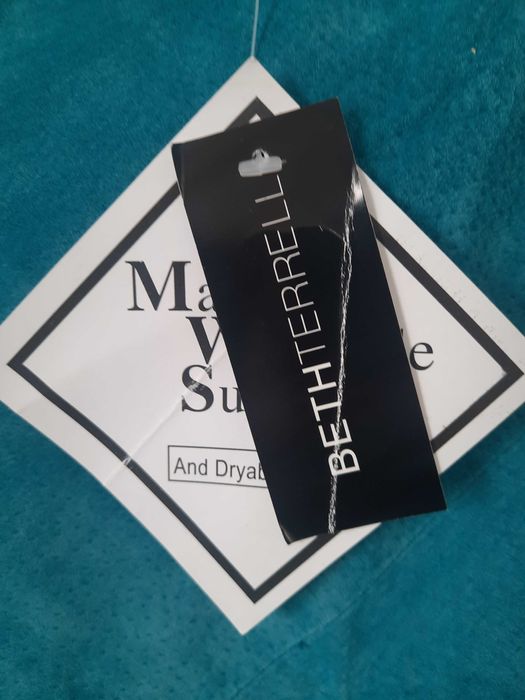 BETHTERRELL
Ma
W e
Su
And Dryab